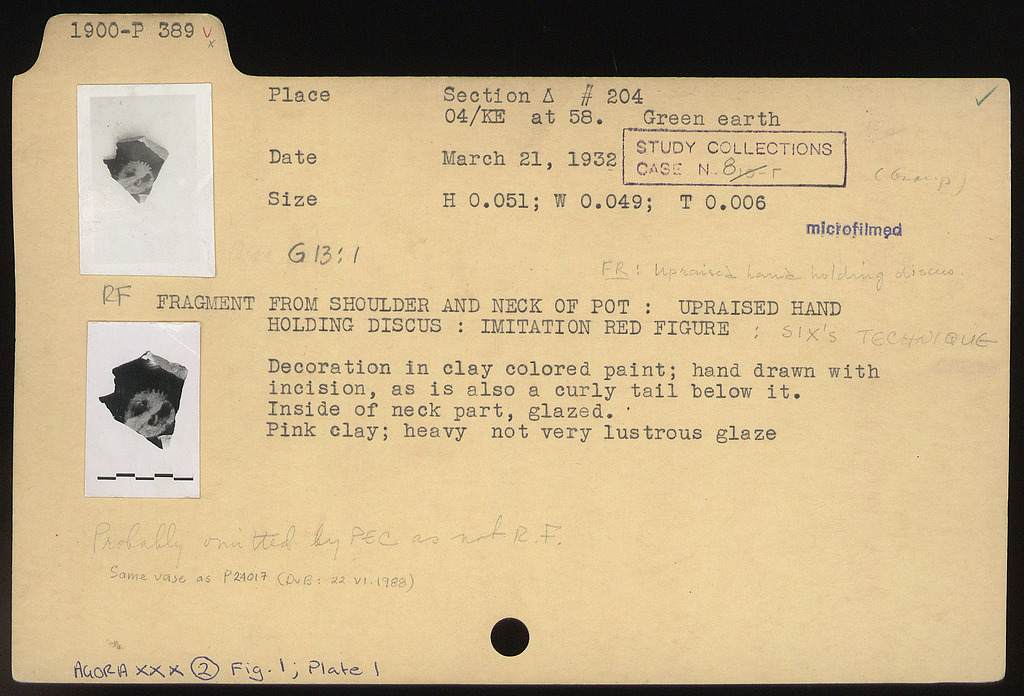 1900-P 389 v
x
Place Section Δ # 204
04/KE at 58. Green earth
Date March 21, 1932
STUDY COLLECTIONS
CASE N. 8
(Group)
Size H 0.051; W 0.049; T 0.006
microfilmed
G 13:1
FR: Upraised hand holding discus.
RF FRAGMENT FROM SHOULDER AND NECK OF POT : UPRAISED HAND
HOLDING DISCUS : IMITATION RED FIGURE : SIX's TECHNIQUE
Decoration in clay colored paint; hand drawn with
incision, as is also a curly tail below it.
Inside of neck part, glazed.
Pink clay; heavy not very lustrous glaze
Probably omitted by PEC as not R.F.
Same vase as P24017 (DvB: 22 VI.1988)
AGORA XXX 2 Fig. 1; Plate 1